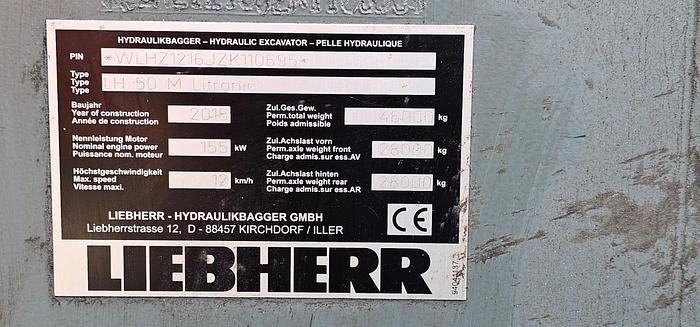 HYDRAULIKBAGGER – HYDRAULIC EXCAVATOR – PELLE HYDRAULIQUE
PIN *WLHZ1216JZK110695*
Type
Type LH 50 M Litronic
Type
Baujahr
Year of construction 2018
Année de construction
Nennleistung Motor
Nominal engine power 155 kW
Puissance nom. moteur
Höchstgeschwindigkeit
Max. speed 12 km/h
Vitesse maxi.
Zul.Ges.Gew.
Perm.total weight 46000 kg
Poids admissible
Zul.Achslast vorn
Perm.axle weight front 28000 kg
Charge admis.sur ess.AV
Zul.Achslast hinten
Perm.axle weight rear 28000 kg
Charge admis.sur ess.AR
LIEBHERR - HYDRAULIKBAGGER GMBH
Liebherrstrasse 12, D - 88457 KIRCHDORF / ILLER
CE
LIEBHERR